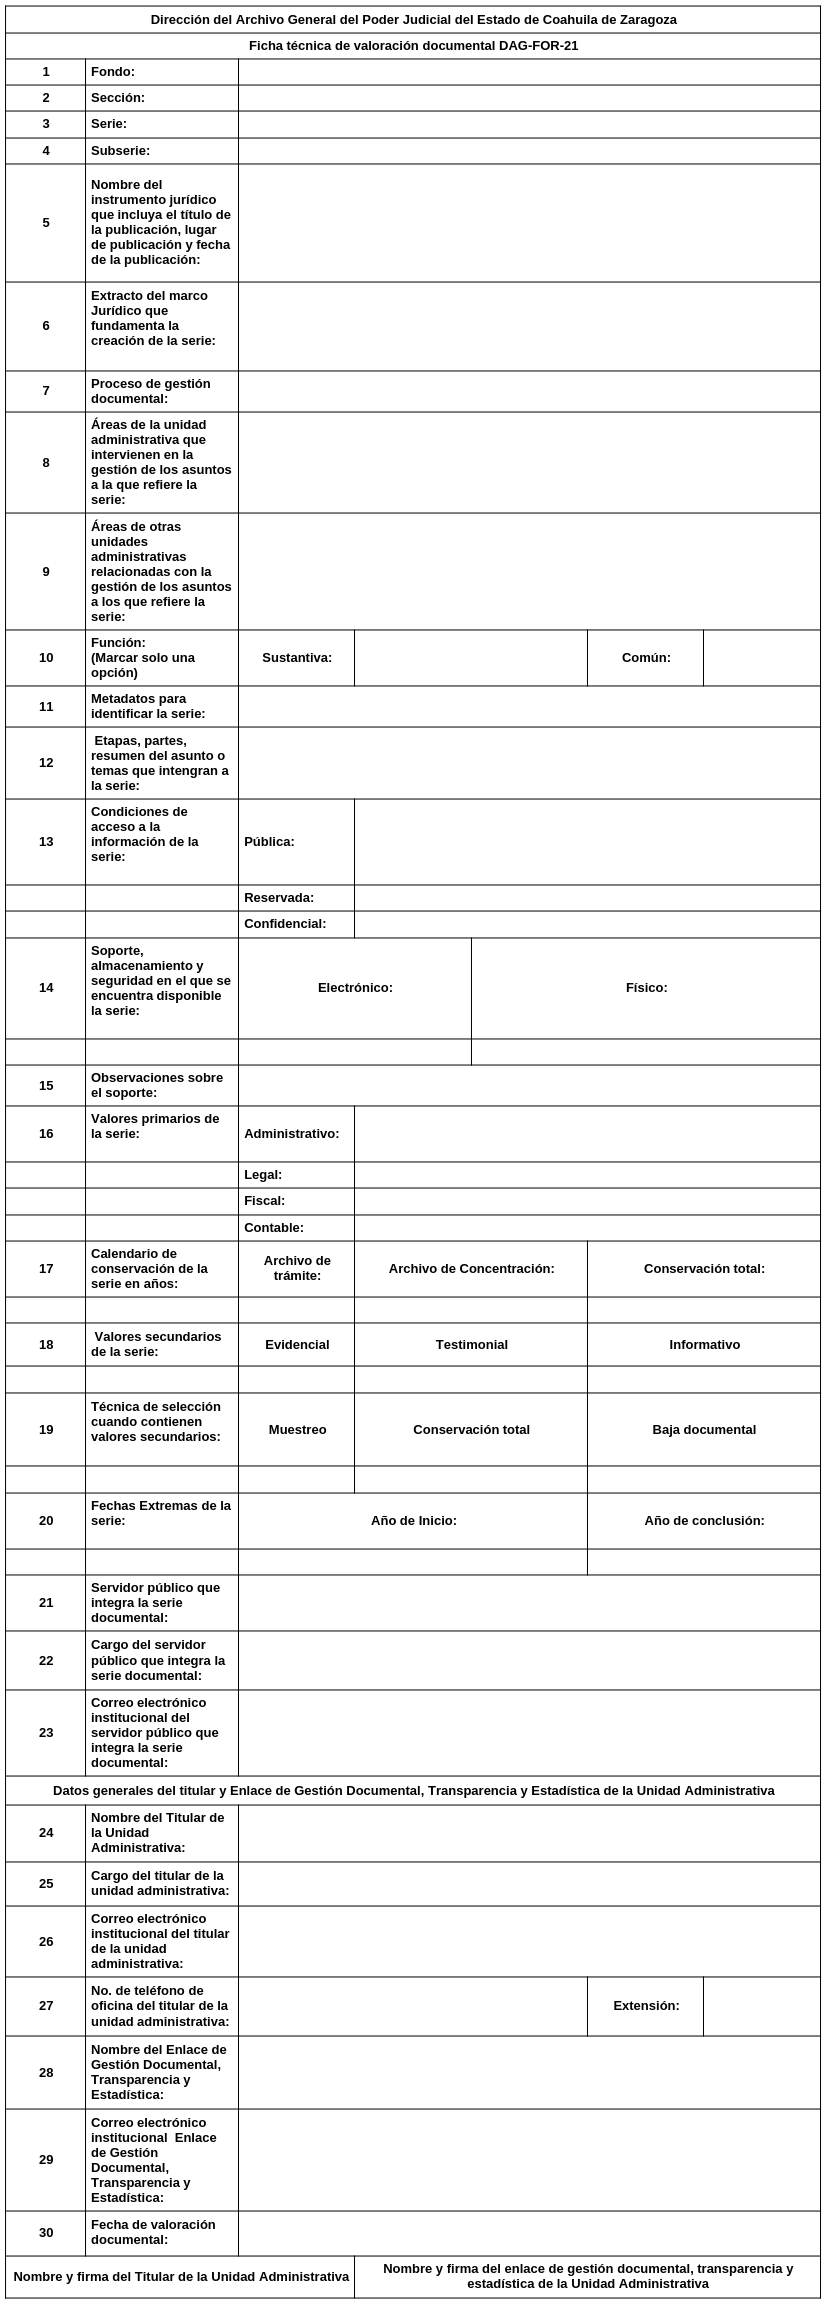 Dirección del Archivo General del Poder Judicial del Estado de Coahuila de Zaragoza
Ficha técnica de valoración documental DAG-FOR-21
1 Fondo:
2 Sección:
3 Serie:
4 Subserie:
5 Nombre del
instrumento jurídico
que incluya el título de
la publicación, lugar
de publicación y fecha
de la publicación:
6 Extracto del marco
Jurídico que
fundamenta la
creación de la serie:
7 Proceso de gestión
documental:
8 Áreas de la unidad
administrativa que
intervienen en la
gestión de los asuntos
a la que refiere la
serie:
9 Áreas de otras
unidades
administrativas
relacionadas con la
gestión de los asuntos
a los que refiere la
serie:
10 Función:
(Marcar solo una
opción)
Sustantiva: Común:
11 Metadatos para
identificar la serie:
12 Etapas, partes,
resumen del asunto o
temas que intengran a
la serie:
13 Condiciones de
acceso a la
información de la
serie:
Pública:
Reservada:
Confidencial:
14 Soporte,
almacenamiento y
seguridad en el que se
encuentra disponible
la serie:
Electrónico: Físico:
15 Observaciones sobre
el soporte:
16 Valores primarios de
la serie:
Administrativo:
Legal:
Fiscal:
Contable:
17 Calendario de
conservación de la
serie en años:
Archivo de
trámite:
Archivo de Concentración: Conservación total:
18 Valores secundarios
de la serie:
Evidencial Testimonial Informativo
19 Técnica de selección
cuando contienen
valores secundarios:
Muestreo Conservación total Baja documental
20 Fechas Extremas de la
serie:
Año de Inicio: Año de conclusión:
21 Servidor público que
integra la serie
documental:
22 Cargo del servidor
público que integra la
serie documental:
23 Correo electrónico
institucional del
servidor público que
integra la serie
documental:
Datos generales del titular y Enlace de Gestión Documental, Transparencia y Estadística de la Unidad Administrativa
24 Nombre del Titular de
la Unidad
Administrativa:
25 Cargo del titular de la
unidad administrativa:
26 Correo electrónico
institucional del titular
de la unidad
administrativa:
27 No. de teléfono de
oficina del titular de la
unidad administrativa:
Extensión:
28 Nombre del Enlace de
Gestión Documental,
Transparencia y
Estadística:
29 Correo electrónico
institucional  Enlace
de Gestión
Documental,
Transparencia y
Estadística:
30 Fecha de valoración
documental:
Nombre y firma del Titular de la Unidad Administrativa
Nombre y firma del enlace de gestión documental, transparencia y
estadística de la Unidad Administrativa